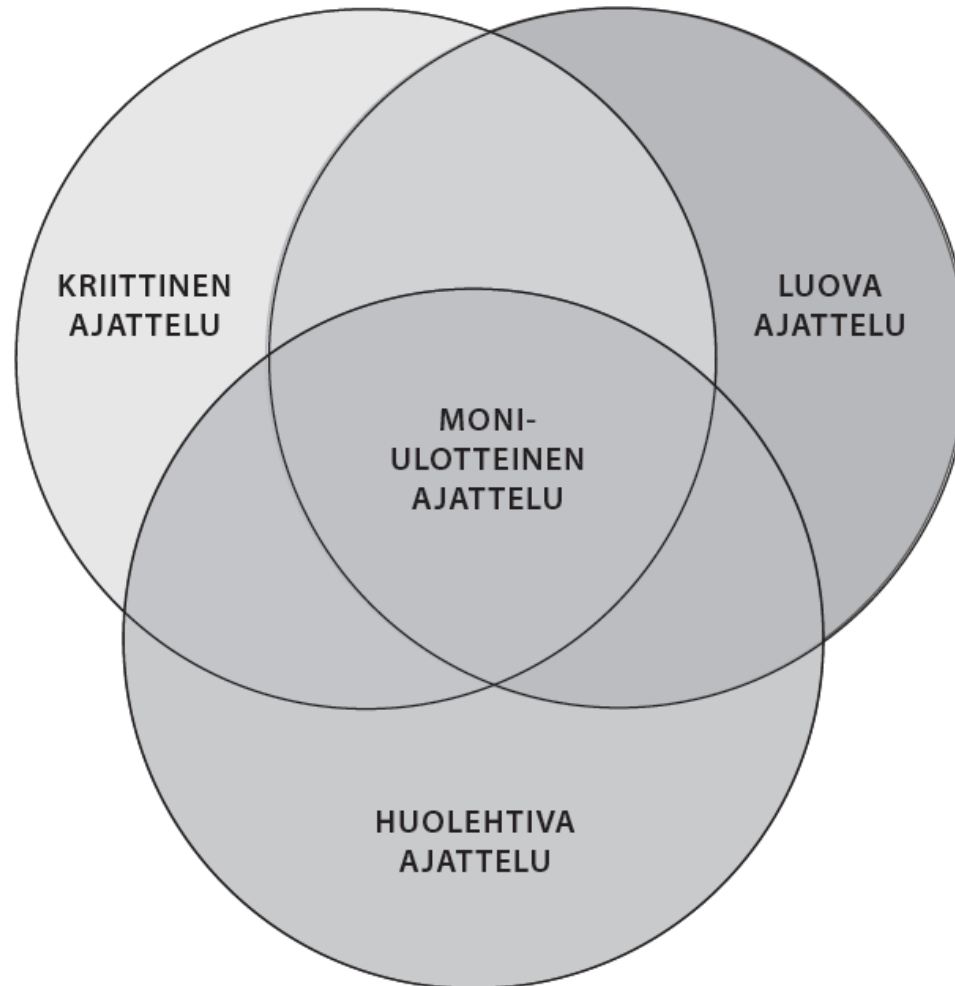 KRIITTINEN
AJATTELU
LUOVA
AJATTELU
MONI-
ULOTTEINEN
AJATTELU
HUOLEHTIVA
AJATTELU